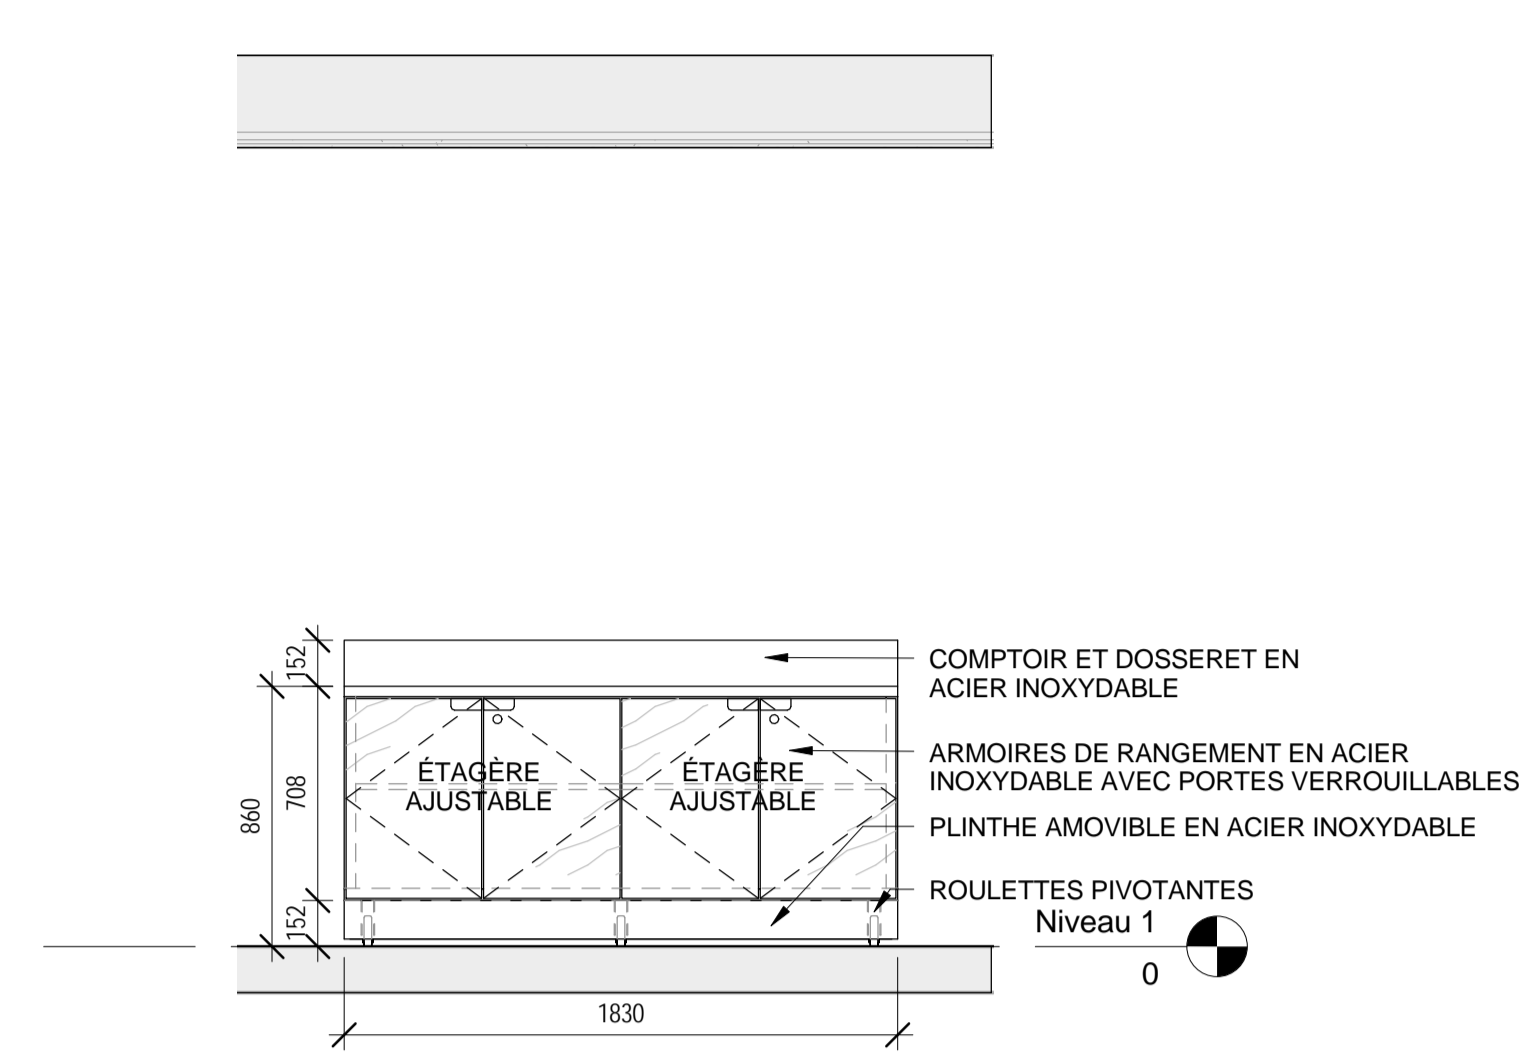 COMPTOIR ET DOSSERET EN
ACIER INOXYDABLE
ARMOIRES DE RANGEMENT EN ACIER
INOXYDABLE AVEC PORTES VERROUILLABLES
PLINTHE AMOVIBLE EN ACIER INOXYDABLE
ROULETTES PIVOTANTES
Niveau 1
0
ÉTAGÈRE
AJUSTABLE
ÉTAGÈRE
AJUSTABLE
152
708
860
152
1830